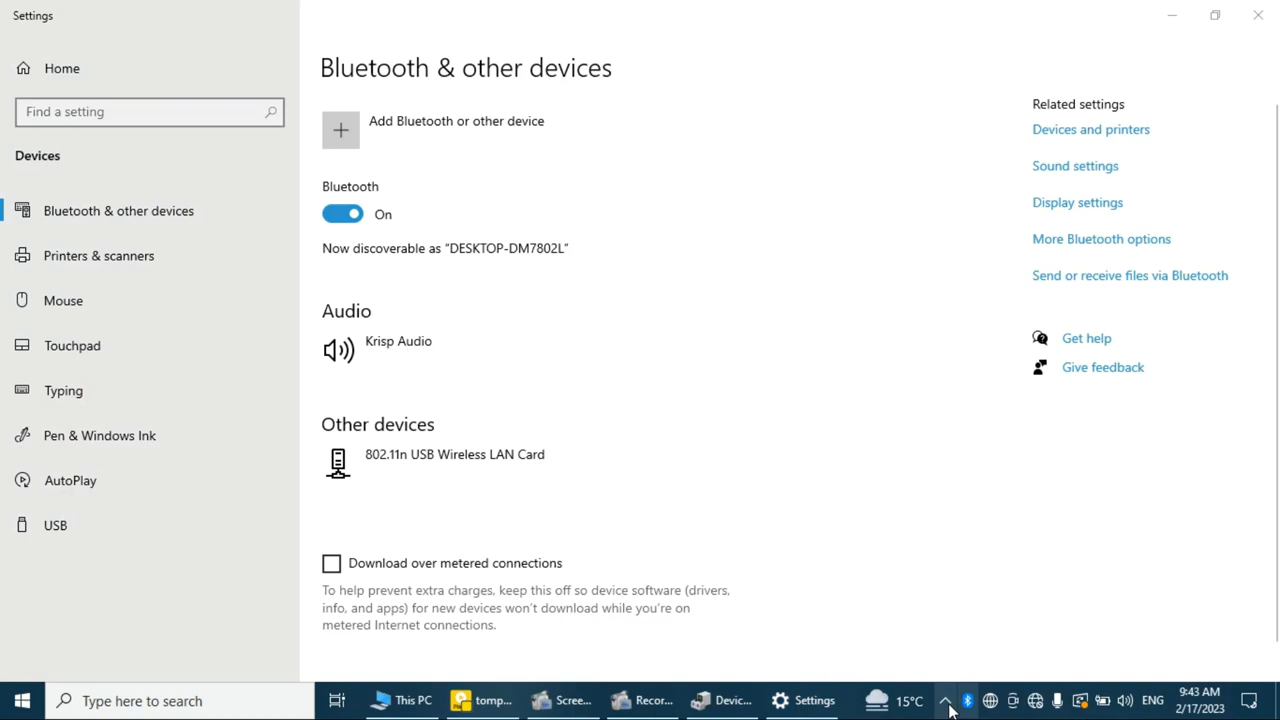 Settings
Home
Find a setting
Devices
Bluetooth & other devices
Printers & scanners
Mouse
Touchpad
Typing
Pen & Windows Ink
AutoPlay
USB
Bluetooth & other devices
Add Bluetooth or other device
Bluetooth
On
Now discoverable as "DESKTOP-DM7802L"
Audio
Krisp Audio
Other devices
802.11n USB Wireless LAN Card
Download over metered connections
To help prevent extra charges, keep this off so device software (drivers,
info, and apps) for new devices won't download while you're on
metered Internet connections.
Related settings
Devices and printers
Sound settings
Display settings
More Bluetooth options
Send or receive files via Bluetooth
Get help
Give feedback
Type here to search
This PC
tomp...
Scree...
Recor...
Devic...
Settings
15°C
ENG
9:43 AM
2/17/2023